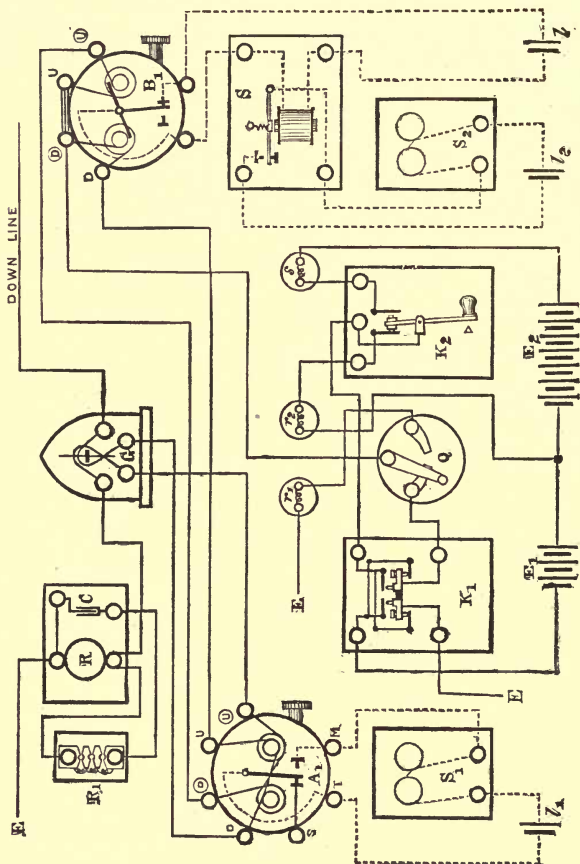 E
R1
R
C
G
DOWN LINE
D
Ⓓ
U
Ⓤ
S
A1
T
M
S1
l1
E
K1
E1
E
r1
Q
r2
K2
S
E2
D
Ⓓ
U
Ⓤ
B1
S
S2
l2
l